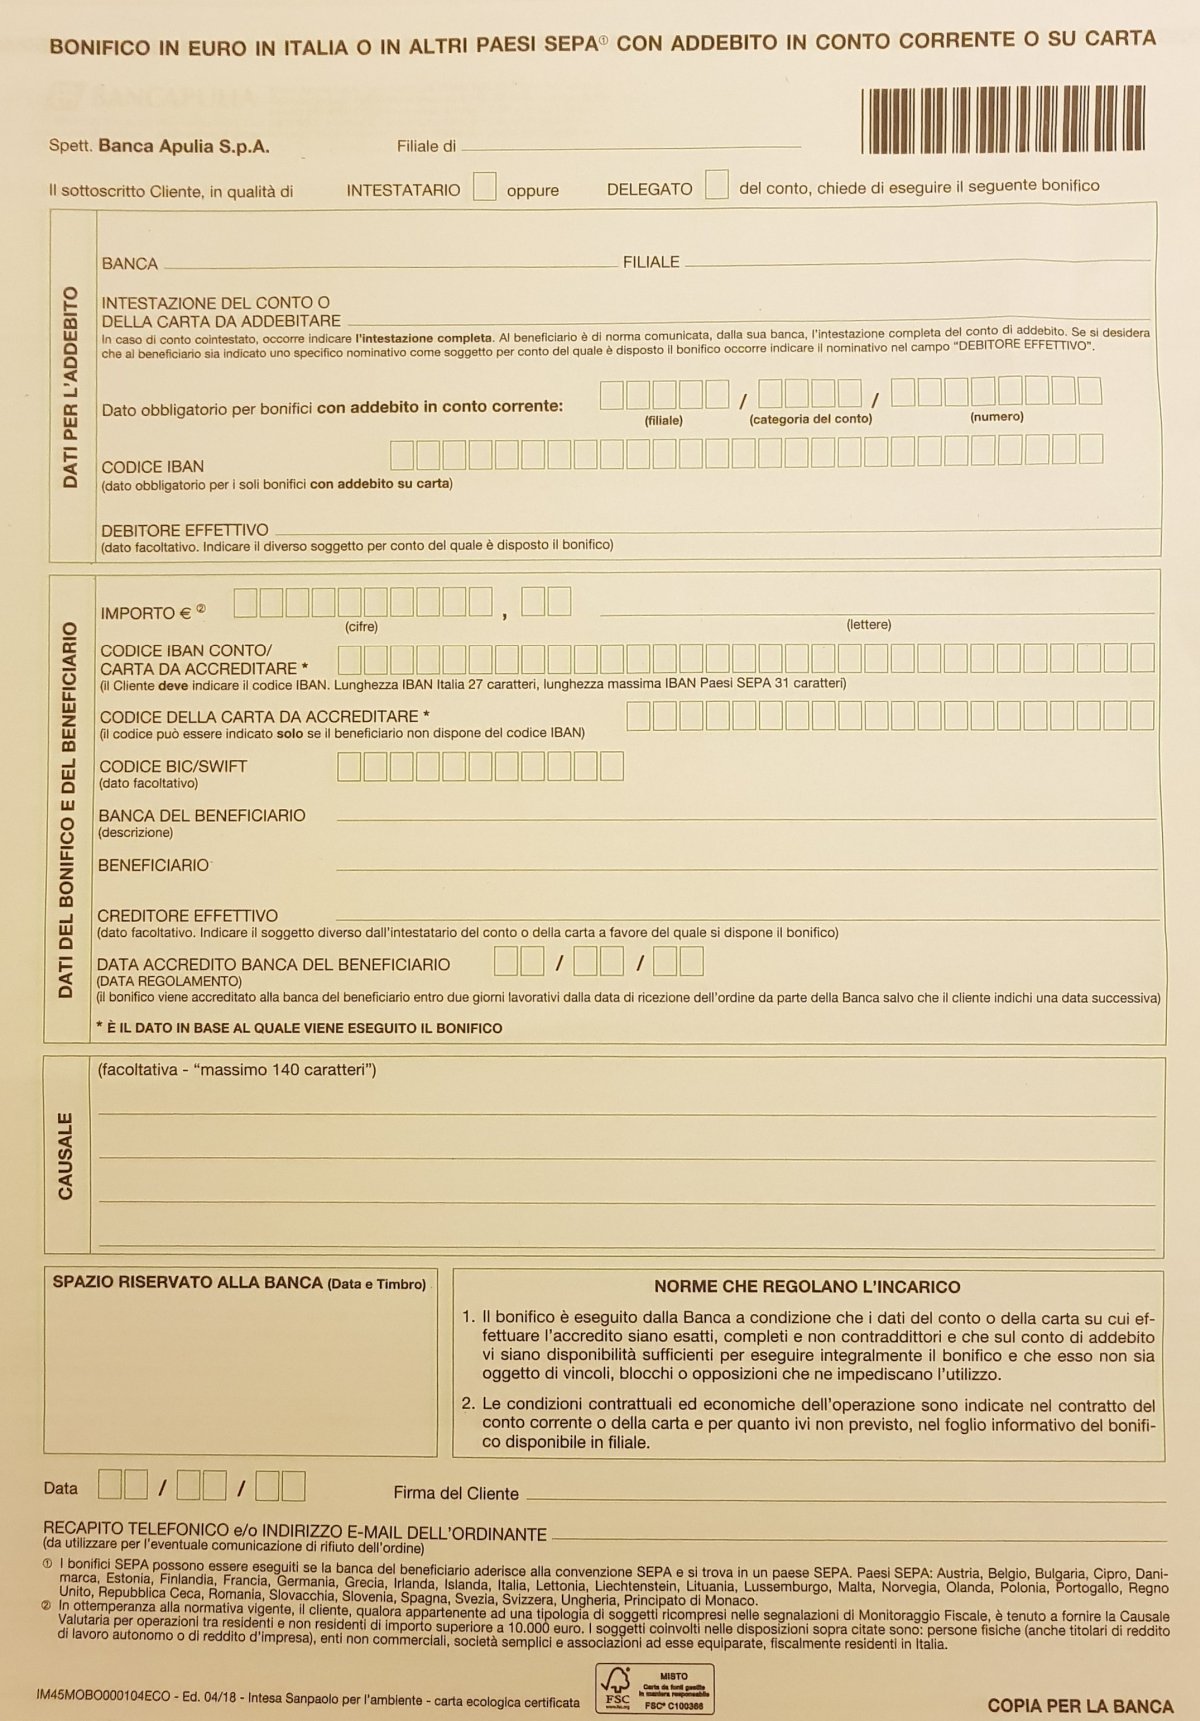 BONIFICO IN EURO IN ITALIA O IN ALTRI PAESI SEPA① CON ADDEBITO IN CONTO CORRENTE O SU CARTA
Spett. Banca Apulia S.p.A. Filiale di
Il sottoscritto Cliente, in qualità di INTESTATARIO oppure DELEGATO del conto, chiede di eseguire il seguente bonifico
DATI PER L'ADDEBITO
BANCA FILIALE
INTESTAZIONE DEL CONTO O
DELLA CARTA DA ADDEBITARE
In caso di conto cointestato, occorre indicare l'intestazione completa. Al beneficiario è di norma comunicata, dalla sua banca, l'intestazione completa del conto di addebito. Se si desidera
che al beneficiario sia indicato uno specifico nominativo come soggetto per conto del quale è disposto il bonifico occorre indicare il nominativo nel campo "DEBITORE EFFETTIVO".
Dato obbligatorio per bonifici con addebito in conto corrente: / /
(filiale) (categoria del conto) (numero)
CODICE IBAN
(dato obbligatorio per i soli bonifici con addebito su carta)
DEBITORE EFFETTIVO
(dato facoltativo. Indicare il diverso soggetto per conto del quale è disposto il bonifico)
DATI DEL BONIFICO E DEL BENEFICIARIO
IMPORTO € ② ,
(cifre) (lettere)
CODICE IBAN CONTO/
CARTA DA ACCREDITARE *
(il Cliente deve indicare il codice IBAN. Lunghezza IBAN Italia 27 caratteri, lunghezza massima IBAN Paesi SEPA 31 caratteri)
CODICE DELLA CARTA DA ACCREDITARE *
(il codice può essere indicato solo se il beneficiario non dispone del codice IBAN)
CODICE BIC/SWIFT
(dato facoltativo)
BANCA DEL BENEFICIARIO
(descrizione)
BENEFICIARIO
CREDITORE EFFETTIVO
(dato facoltativo. Indicare il soggetto diverso dall'intestatario del conto o della carta a favore del quale si dispone il bonifico)
DATA ACCREDITO BANCA DEL BENEFICIARIO / /
(DATA REGOLAMENTO)
(il bonifico viene accreditato alla banca del beneficiario entro due giorni lavorativi dalla data di ricezione dell'ordine da parte della Banca salvo che il cliente indichi una data successiva)
* È IL DATO IN BASE AL QUALE VIENE ESEGUITO IL BONIFICO
CAUSALE
(facoltativa - "massimo 140 caratteri")
SPAZIO RISERVATO ALLA BANCA (Data e Timbro)
NORME CHE REGOLANO L'INCARICO
1. Il bonifico è eseguito dalla Banca a condizione che i dati del conto o della carta su cui ef-
fettuare l'accredito siano esatti, completi e non contraddittori e che sul conto di addebito
vi siano disponibilità sufficienti per eseguire integralmente il bonifico e che esso non sia
oggetto di vincoli, blocchi o opposizioni che ne impediscano l'utilizzo.
2. Le condizioni contrattuali ed economiche dell'operazione sono indicate nel contratto del
conto corrente o della carta e per quanto ivi non previsto, nel foglio informativo del bonifi-
co disponibile in filiale.
Data / / Firma del Cliente
RECAPITO TELEFONICO e/o INDIRIZZO E-MAIL DELL'ORDINANTE
(da utilizzare per l'eventuale comunicazione di rifiuto dell'ordine)
① I bonifici SEPA possono essere eseguiti se la banca del beneficiario aderisce alla convenzione SEPA e si trova in un paese SEPA. Paesi SEPA: Austria, Belgio, Bulgaria, Cipro, Dani-
marca, Estonia, Finlandia, Francia, Germania, Grecia, Irlanda, Islanda, Italia, Lettonia, Liechtenstein, Lituania, Lussemburgo, Malta, Norvegia, Olanda, Polonia, Portogallo, Regno
Unito, Repubblica Ceca, Romania, Slovacchia, Slovenia, Spagna, Svezia, Svizzera, Ungheria, Principato di Monaco.
② In ottemperanza alla normativa vigente, il cliente, qualora appartenente ad una tipologia di soggetti ricompresi nelle segnalazioni di Monitoraggio Fiscale, è tenuto a fornire la Causale
Valutaria per operazioni tra residenti e non residenti di importo superiore a 10.000 euro. I soggetti coinvolti nelle disposizioni sopra citate sono: persone fisiche (anche titolari di reddito
di lavoro autonomo o di reddito d'impresa), enti non commerciali, società semplici e associazioni ad esse equiparate, fiscalmente residenti in Italia.
IM45MOBO000104ECO - Ed. 04/18 - Intesa Sanpaolo per l'ambiente - carta ecologica certificata
FSC
www.fsc.org
MISTO
Carta da fonti gestite
in maniera responsabile
FSC® C100366
COPIA PER LA BANCA